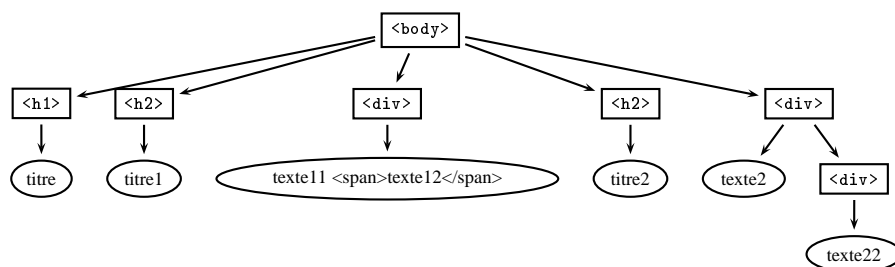 <body>
<h1> <h2> <div> <h2> <div>
titre titre1 texte11 <span>texte12</span> titre2 texte2 <div>
texte22